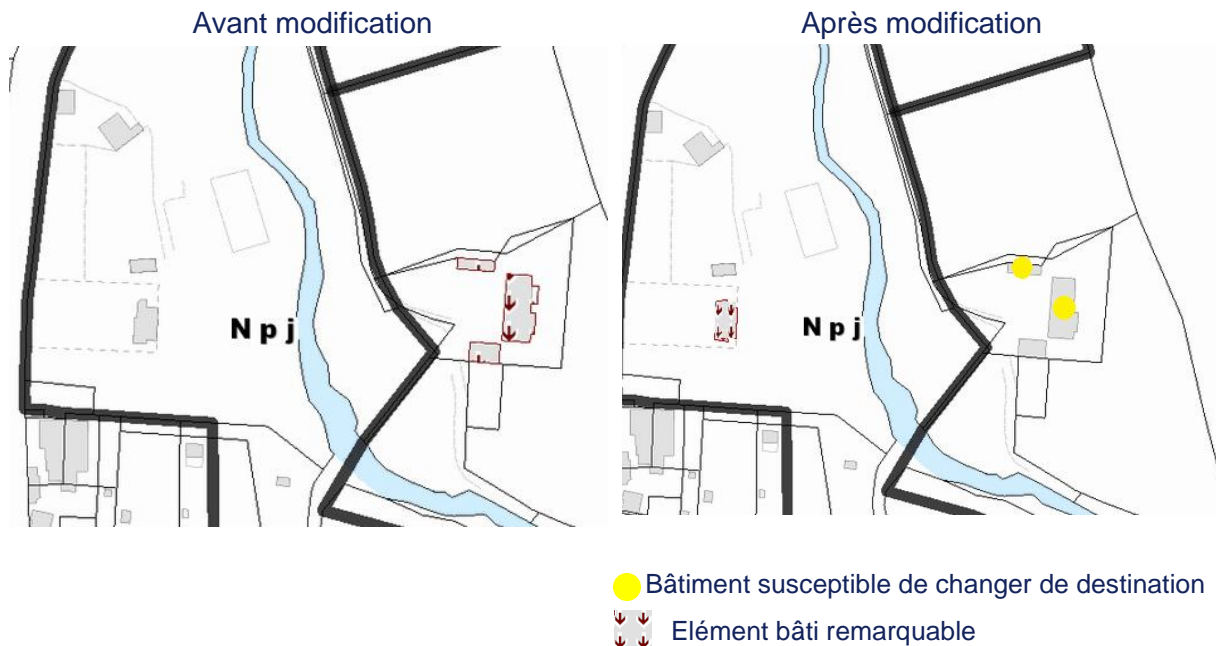 Avant modification
Après modification
N p j
N p j
Bâtiment susceptible de changer de destination
Elément bâti remarquable